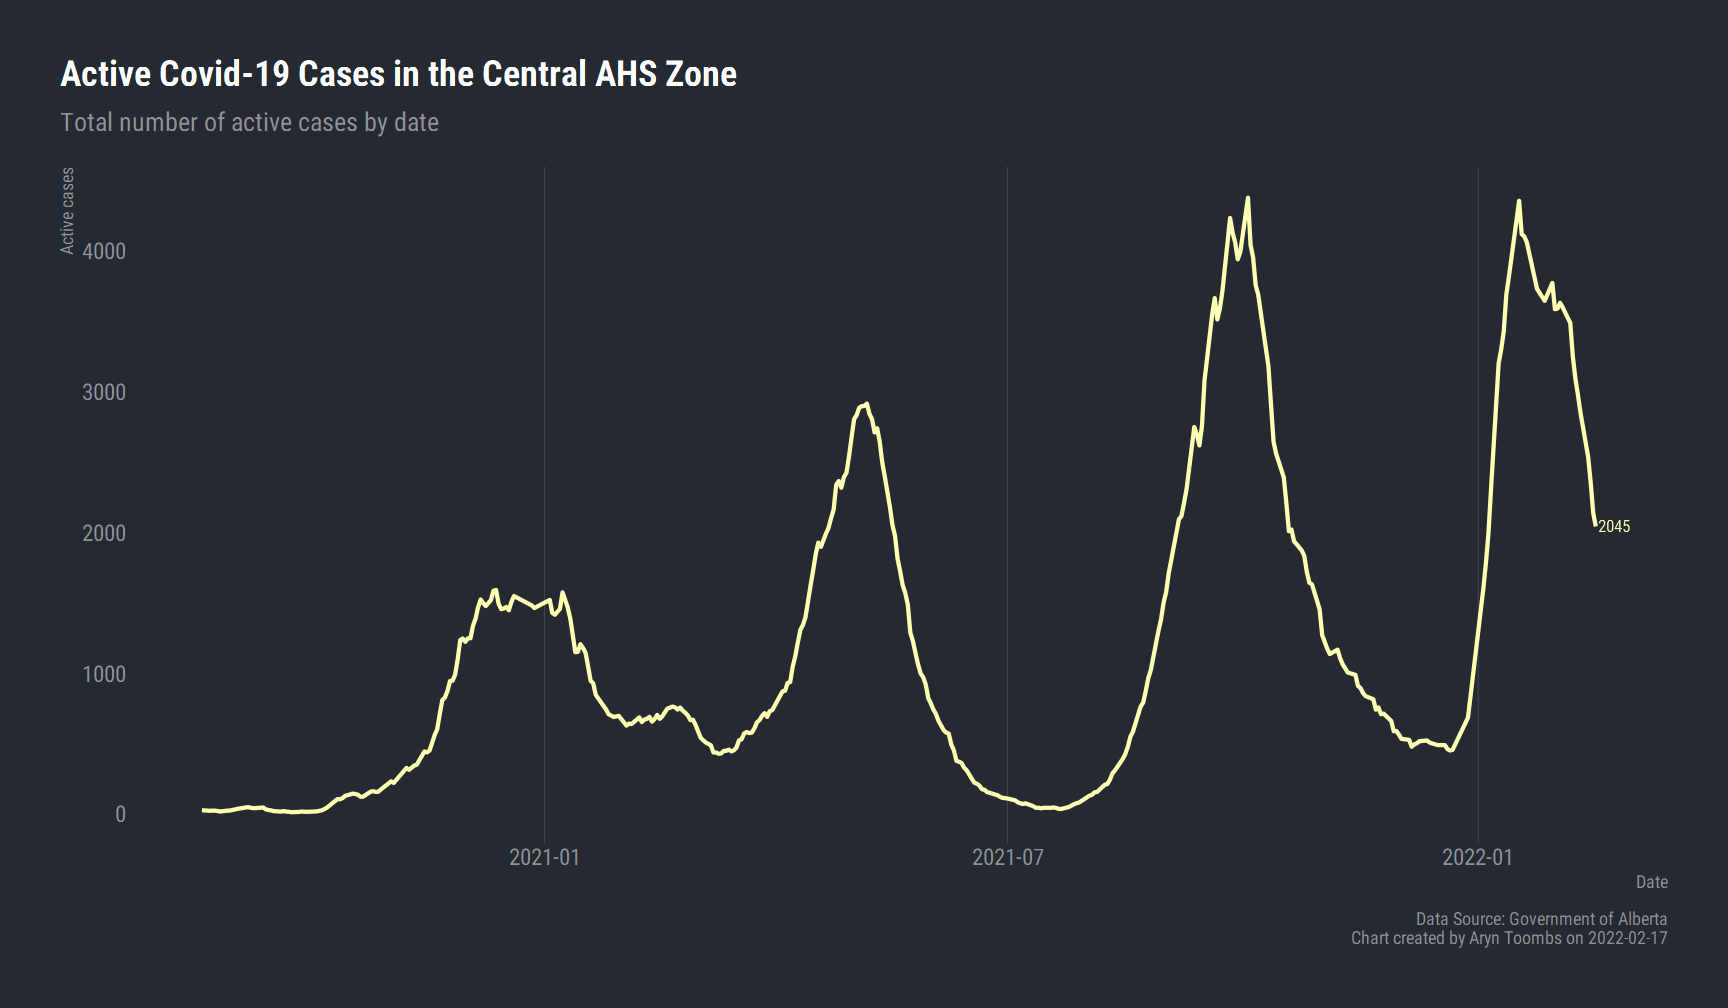 Active Covid-19 Cases in the Central AHS Zone
Total number of active cases by date
Active cases
4000
3000
2000
1000
0
2045
2021-01
2021-07
2022-01
Date
Data Source: Government of Alberta
Chart created by Aryn Toombs on 2022-02-17